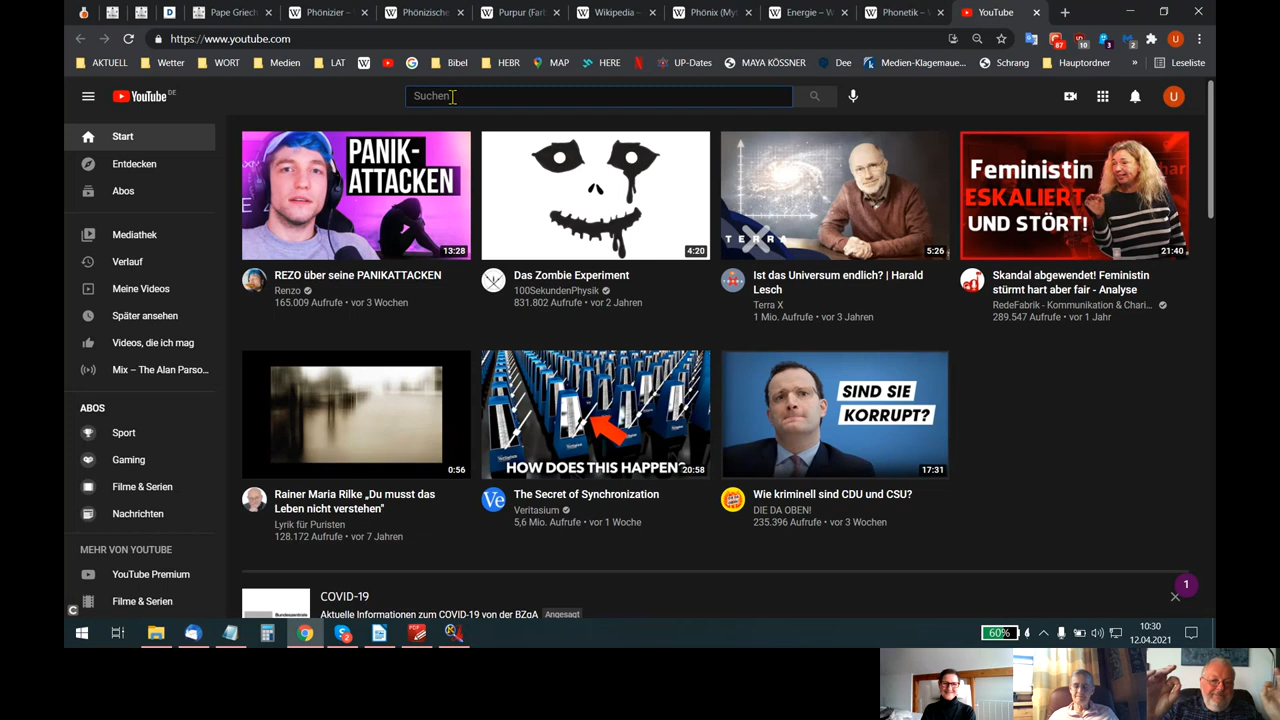 Pape Griech
Phönizier –
Phönizische
Purpur (Farb
Wikipedia –
Phönix (Myt
Energie – W
Phonetik –
YouTube
https://www.youtube.com
87
10
3
2
U
AKTUELL
Wetter
WORT
Medien
LAT
Bibel
HEBR
MAP
HERE
UP-Dates
MAYA KÖSSNER
Dee
Medien-Klagemaue...
Schrang
Hauptordner
»
Leseliste
YouTube DE
Suchen
U
Start
Entdecken
Abos
Mediathek
Verlauf
Meine Videos
Später ansehen
Videos, die ich mag
Mix – The Alan Parso...
ABOS
Sport
Gaming
Filme & Serien
Nachrichten
MEHR VON YOUTUBE
YouTube Premium
Filme & Serien
PANIK-
ATTACKEN
13:28
REZO über seine PANIKATTACKEN
Renzo
165.009 Aufrufe • vor 3 Wochen
4:20
Das Zombie Experiment
100SekundenPhysik
831.802 Aufrufe • vor 2 Jahren
TERRA X
5:26
Ist das Universum endlich? | Harald
Lesch
Terra X
1 Mio. Aufrufe • vor 3 Jahren
Feministin
ESKALIERT
UND STÖRT!
21:40
Skandal abgewendet! Feministin
stürmt hart aber fair - Analyse
RedeFabrik - Kommunikation & Chari...
289.547 Aufrufe • vor 1 Jahr
0:56
Rainer Maria Rilke „Du musst das
Leben nicht verstehen"
Lyrik für Puristen
128.172 Aufrufe • vor 7 Jahren
HOW DOES THIS HAPPEN?
20:58
Ve
The Secret of Synchronization
Veritasium
5,6 Mio. Aufrufe • vor 1 Woche
SIND SIE
KORRUPT?
17:31
Wie kriminell sind CDU und CSU?
DIE DA OBEN!
235.396 Aufrufe • vor 3 Wochen
COVID-19
Aktuelle Informationen zum COVID-19 von der BZgA Angesagt
1
60%
10:30
12.04.2021